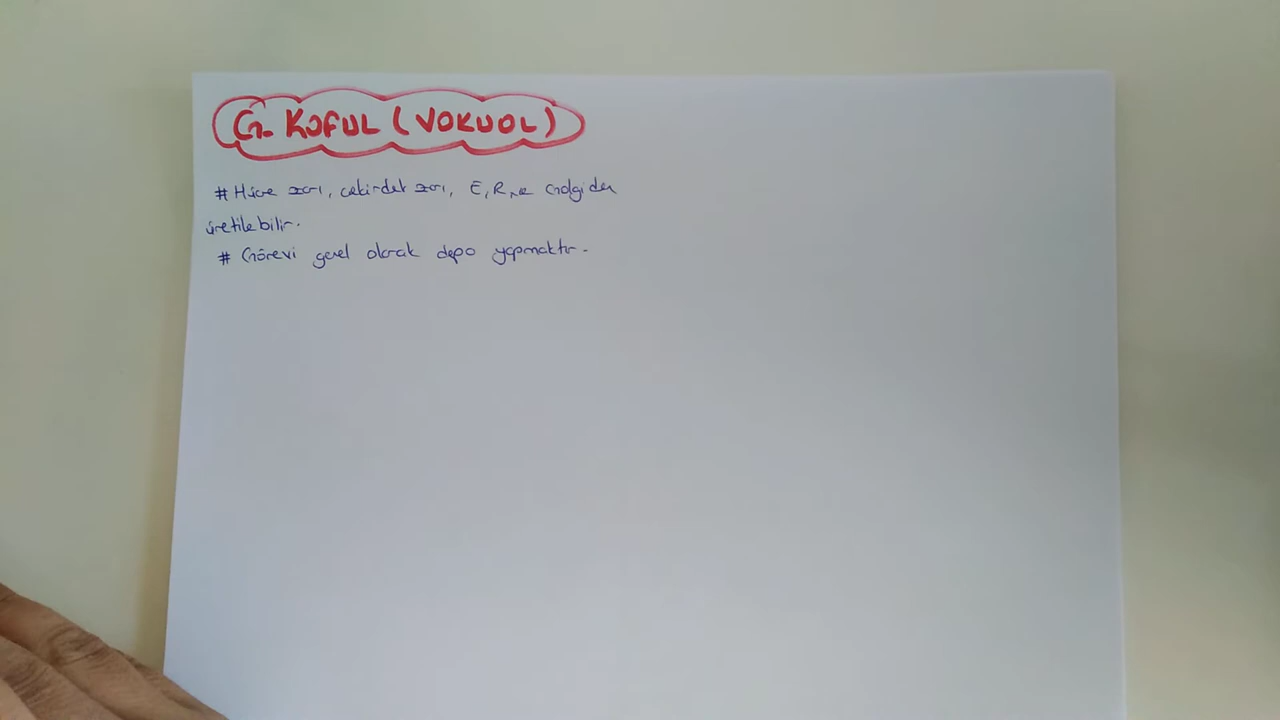 G. KOFUL (VOKUOL)
# Hücre zarı, çekirdek zarı, E,R ve Golgi den
üretilebilir.
# Görevi genel olarak depo yapmaktır.